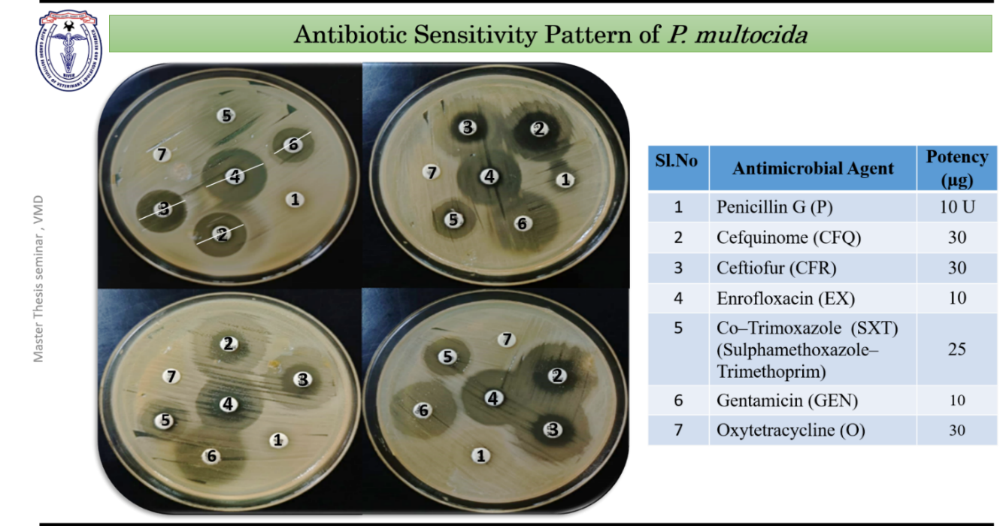 Antibiotic Sensitivity Pattern of P. multocida
RIVER
Master Thesis seminar , VMD
5
6
7
4
1
3
2
3
2
7
4
1
5
6
2
7
3
4
5
1
6
7
5
2
4
6
3
1
Sl.No Antimicrobial Agent Potency
(µg)
1 Penicillin G (P) 10 U
2 Cefquinome (CFQ) 30
3 Ceftiofur (CFR) 30
4 Enrofloxacin (EX) 10
5 Co–Trimoxazole (SXT)
(Sulphamethoxazole–
Trimethoprim) 25
6 Gentamicin (GEN) 10
7 Oxytetracycline (O) 30